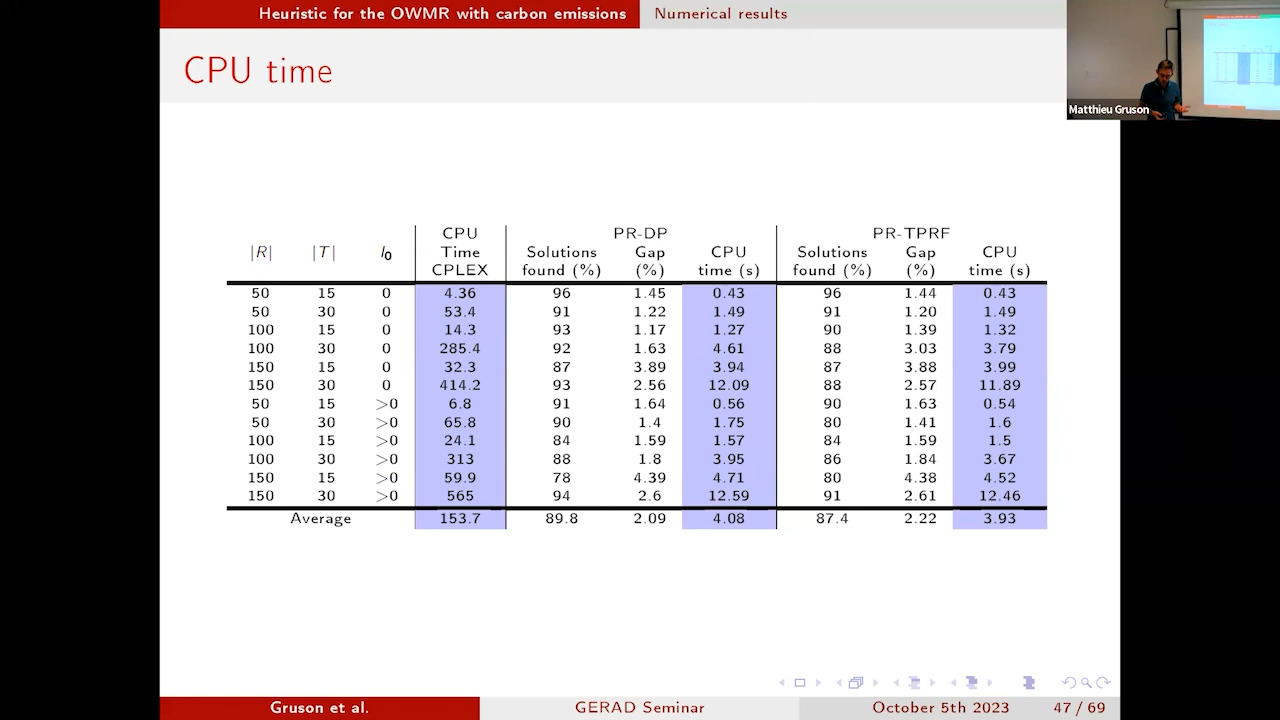 Heuristic for the OWMR with carbon emissions Numerical results
CPU time
Matthieu Gruson
CPU PR-DP PR-TPRF
|R| |T| I₀ Time Solutions Gap CPU Solutions Gap CPU
CPLEX found (%) (%) time (s) found (%) (%) time (s)
50 15 0 4.36 96 1.45 0.43 96 1.44 0.43
50 30 0 53.4 91 1.22 1.49 91 1.20 1.49
100 15 0 14.3 93 1.17 1.27 90 1.39 1.32
100 30 0 285.4 92 1.63 4.61 88 3.03 3.79
150 15 0 32.3 87 3.89 3.94 87 3.88 3.99
150 30 0 414.2 93 2.56 12.09 88 2.57 11.89
50 15 >0 6.8 91 1.64 0.56 90 1.63 0.54
50 30 >0 65.8 90 1.4 1.75 80 1.41 1.6
100 15 >0 24.1 84 1.59 1.57 84 1.59 1.5
100 30 >0 313 88 1.8 3.95 86 1.84 3.67
150 15 >0 59.9 78 4.39 4.71 80 4.38 4.52
150 30 >0 565 94 2.6 12.59 91 2.61 12.46
Average 153.7 89.8 2.09 4.08 87.4 2.22 3.93
Gruson et al. GERAD Seminar October 5th 2023 47 / 69